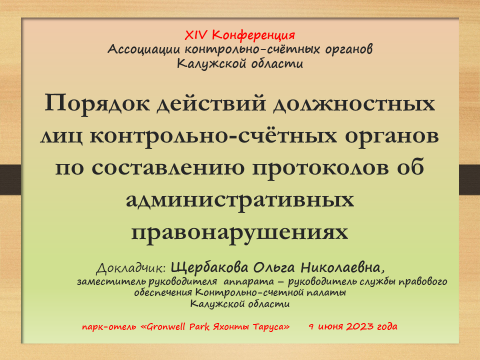 XIV Конференция
Ассоциации контрольно-счётных органов
Калужской области
Порядок действий должностных
лиц контрольно-счётных органов
по составлению протоколов об
административных
правонарушениях
Докладчик: Щербакова Ольга Николаевна,
заместитель руководителя аппарата – руководитель службы правового
обеспечения Контрольно-счетной палаты
Калужской области
парк-отель «Gronwell Park Яхонты Таруса» 9 июня 2023 года